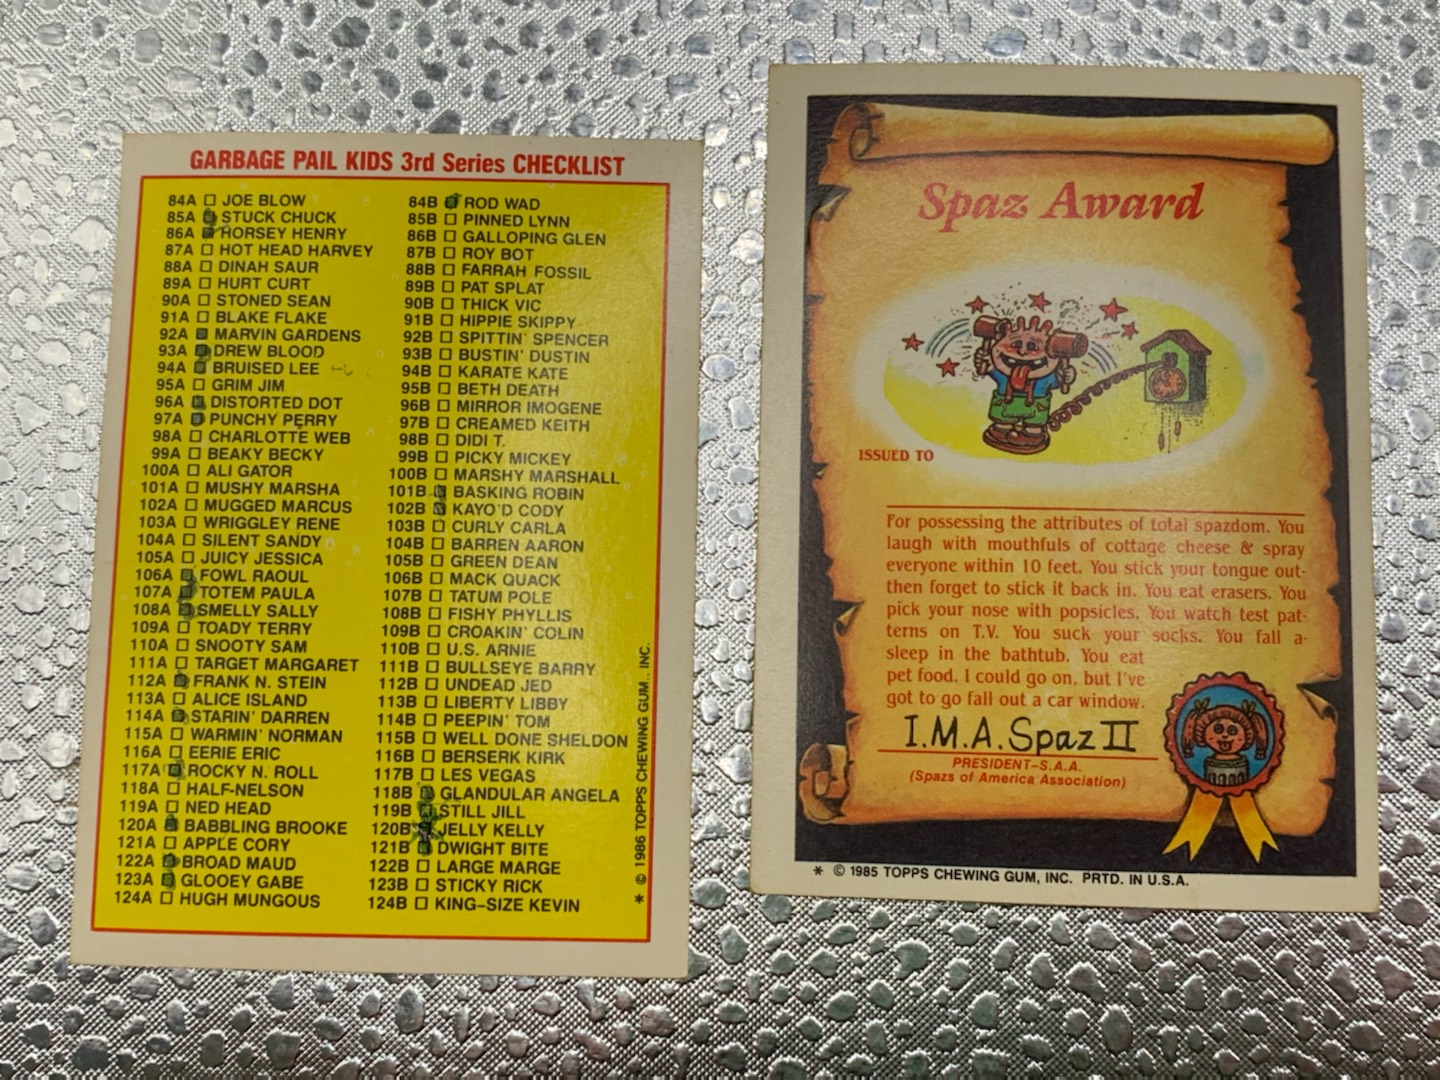 GARBAGE PAIL KIDS 3rd Series CHECKLIST
84A JOE BLOW
85A STUCK CHUCK
86A HORSEY HENRY
87A HOT HEAD HARVEY
88A DINAH SAUR
89A HURT CURT
90A STONED SEAN
91A BLAKE FLAKE
92A MARVIN GARDENS
93A DREW BLOOD
94A BRUISED LEE
95A GRIM JIM
96A DISTORTED DOT
97A PUNCHY PERRY
98A CHARLOTTE WEB
99A BEAKY BECKY
100A ALI GATOR
101A MUSHY MARSHA
102A MUGGED MARCUS
103A WRIGGLEY RENE
104A SILENT SANDY
105A JUICY JESSICA
106A FOWL RAOUL
107A TOTEM PAULA
108A SMELLY SALLY
109A TOADY TERRY
110A SNOOTY SAM
111A TARGET MARGARET
112A FRANK N. STEIN
113A ALICE ISLAND
114A STARIN' DARREN
115A WARMIN' NORMAN
116A EERIE ERIC
117A ROCKY N. ROLL
118A HALF-NELSON
119A NED HEAD
120A BABBLING BROOKE
121A APPLE CORY
122A BROAD MAUD
123A GLOOEY GABE
124A HUGH MUNGOUS
84B ROD WAD
85B PINNED LYNN
86B GALLOPING GLEN
87B ROY BOT
88B FARRAH FOSSIL
89B PAT SPLAT
90B THICK VIC
91B HIPPIE SKIPPY
92B SPITTIN' SPENCER
93B BUSTIN' DUSTIN
94B KARATE KATE
95B BETH DEATH
96B MIRROR IMOGENE
97B CREAMED KEITH
98B DIDI T.
99B PICKY MICKEY
100B MARSHY MARSHALL
101B BASKING ROBIN
102B KAYO'D CODY
103B CURLY CARLA
104B BARREN AARON
105B GREEN DEAN
106B MACK QUACK
107B TATUM POLE
108B FISHY PHYLLIS
109B CROAKIN' COLIN
110B U.S. ARNIE
111B BULLSEYE BARRY
112B UNDEAD JED
113B LIBERTY LIBBY
114B PEEPIN' TOM
115B WELL DONE SHELDON
116B BERSERK KIRK
117B LES VEGAS
118B GLANDULAR ANGELA
119B STILL JILL
120B JELLY KELLY
121B DWIGHT BITE
122B LARGE MARGE
123B STICKY RICK
124B KING-SIZE KEVIN
* © 1986 TOPPS CHEWING GUM., INC.
Spaz Award
ISSUED TO
For possessing the attributes of total spazdom. You
laugh with mouthfuls of cottage cheese & spray
everyone within 10 feet. You stick your tongue out-
then forget to stick it back in. You eat erasers. You
pick your nose with popsicles. You watch test pat-
terns on T.V. You suck your socks. You fall a-
sleep in the bathtub. You eat
pet food. I could go on, but I've
got to go fall out a car window.
I.M.A. Spaz II
PRESIDENT-S.A.A.
(Spazs of America Association)
* © 1985 TOPPS CHEWING GUM, INC. PRTD. IN U.S.A.